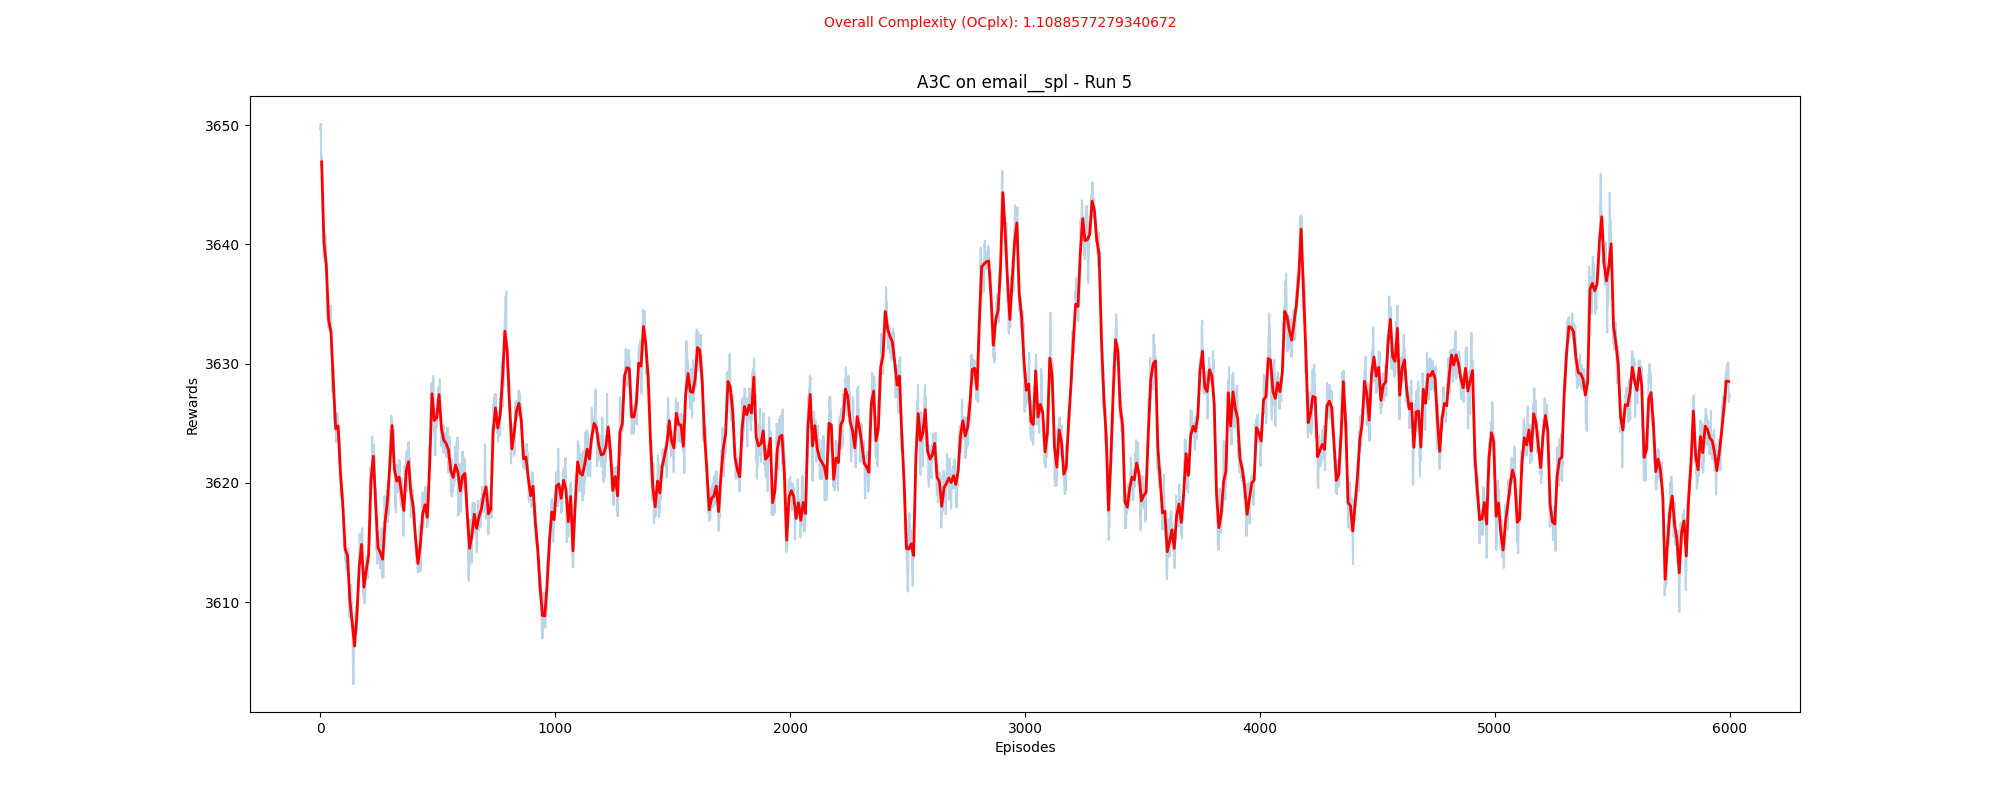 Overall Complexity (OCplx): 1.1088577279340672
A3C on email__spl - Run 5
3650
3640
3630
3620
3610
Rewards
0 1000 2000 3000 4000 5000 6000
Episodes